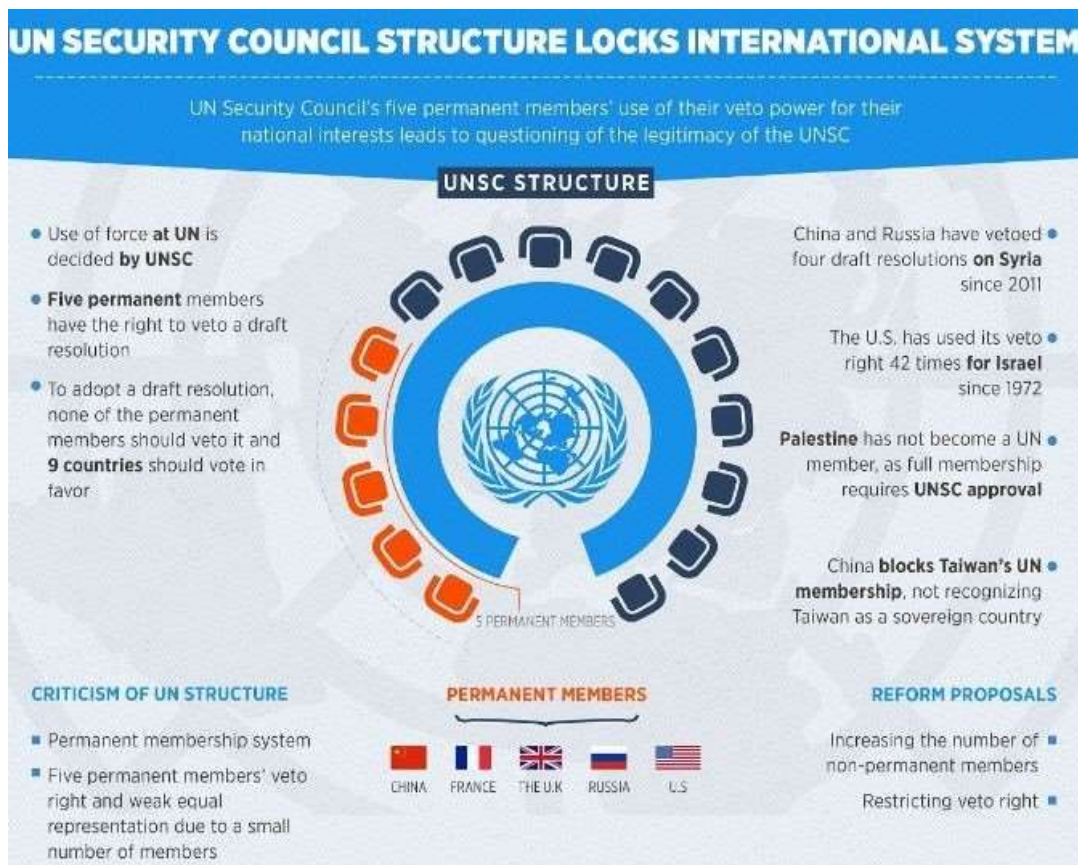 UN SECURITY COUNCIL STRUCTURE LOCKS INTERNATIONAL SYSTEM
UN Security Council's five permanent members' use of their veto power for their
national interests leads to questioning of the legitimacy of the UNSC
UNSC STRUCTURE
Use of force at UN is
decided by UNSC
Five permanent members
have the right to veto a draft
resolution
To adopt a draft resolution,
none of the permanent
members should veto it and
9 countries should vote in
favor
5 PERMANENT MEMBERS
China and Russia have vetoed
four draft resolutions on Syria
since 2011
The U.S. has used its veto
right 42 times for Israel
since 1972
Palestine has not become a UN
member, as full membership
requires UNSC approval
China blocks Taiwan's UN
membership, not recognizing
Taiwan as a sovereign country
CRITICISM OF UN STRUCTURE
Permanent membership system
Five permanent members' veto
right and weak equal
representation due to a small
number of members
PERMANENT MEMBERS
CHINA
FRANCE
THE U.K
RUSSIA
U.S
REFORM PROPOSALS
Increasing the number of
non-permanent members
Restricting veto right